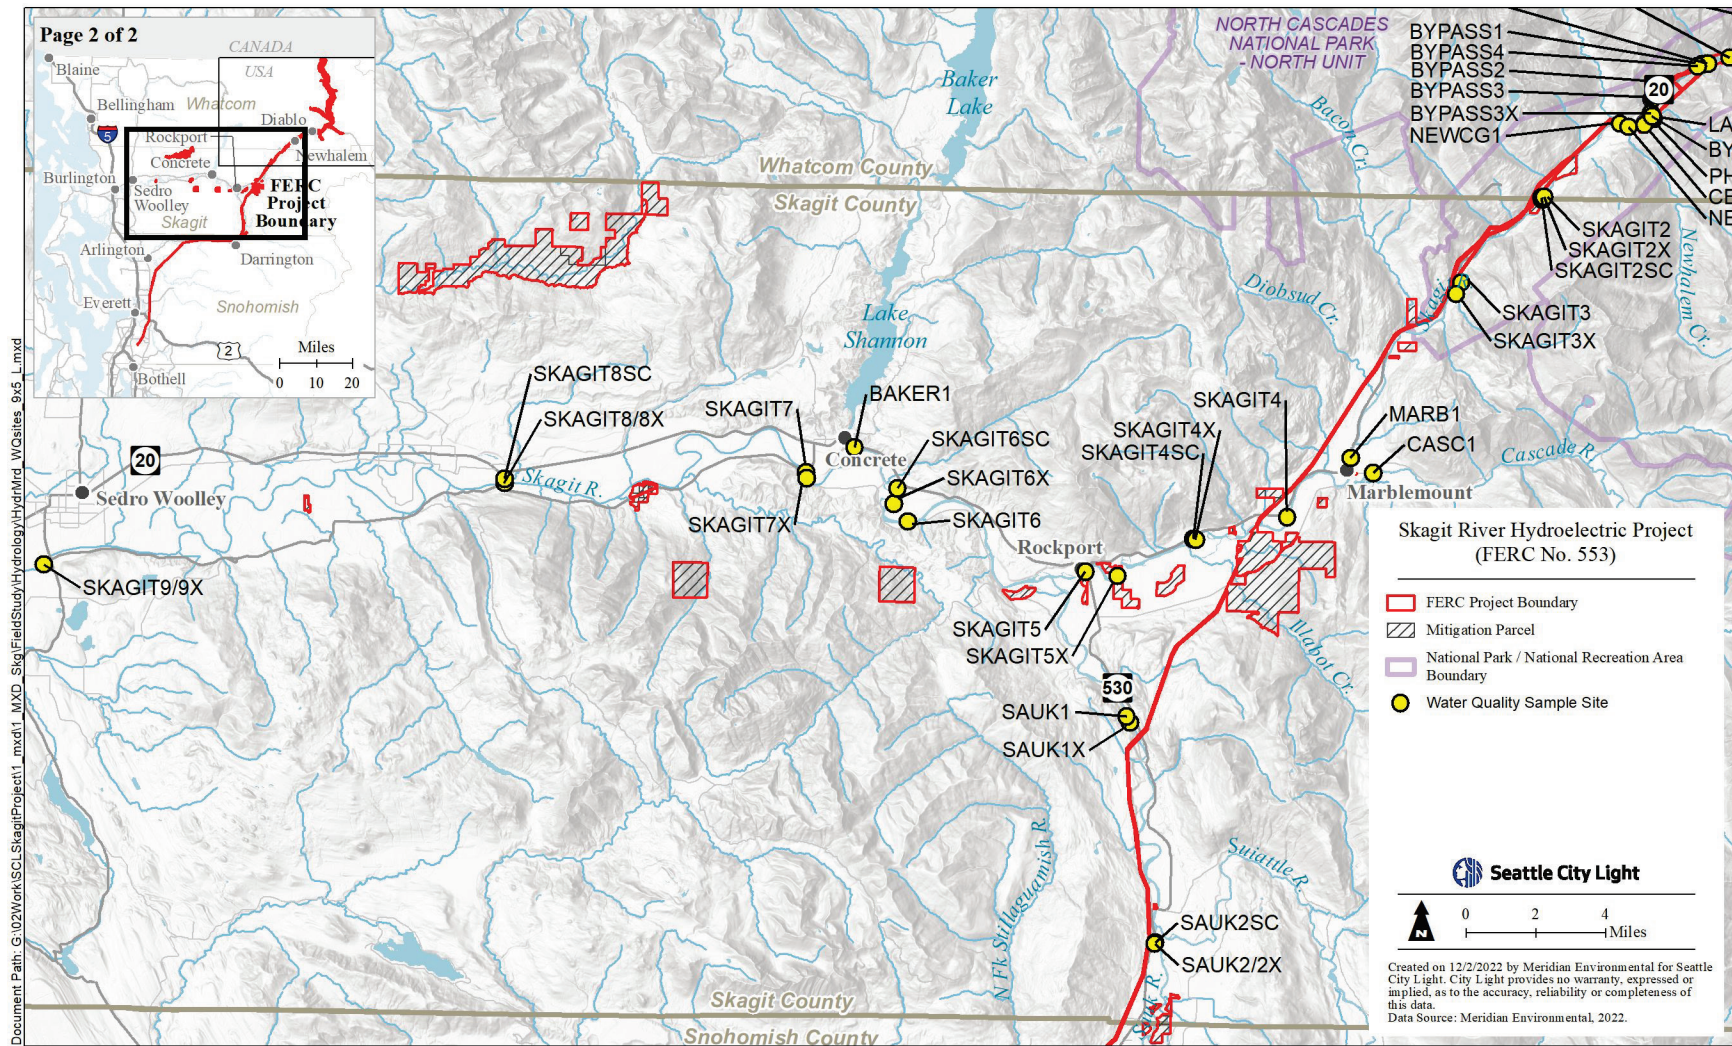 Page 2 of 2
CANADA
USA
Blaine
Bellingham
Whatcom
Diablo
5
Rockport
Newhalem
Concrete
Burlington
Sedro
Woolley
FERC
Project
Boundary
Skagit
Arlington
Darrington
Everett
Snohomish
2
Miles
0 10 20
Bothell
NORTH CASCADES
NATIONAL PARK
- NORTH UNIT
Baker
Lake
Bacon Cr.
BYPASS1
BYPASS4
BYPASS2
BYPASS3
BYPASS3X
NEWCG1
20
LA
BY
PH
CE
NE
Whatcom County
Skagit County
SKAGIT2
SKAGIT2X
SKAGIT2SC
Newhalem Cr.
Diobsud Cr.
Skagit R.
SKAGIT3
SKAGIT3X
Lake
Shannon
SKAGIT8SC
SKAGIT8/8X
SKAGIT7
BAKER1
SKAGIT4
MARB1
CASC1
SKAGIT4X
SKAGIT4SC
SKAGIT6SC
SKAGIT6X
SKAGIT6
Concrete
Cascade R.
Marblemount
20
Sedro Woolley
Skagit R.
SKAGIT7X
Rockport
SKAGIT9/9X
SKAGIT5
SKAGIT5X
Illabot Cr.
530
SAUK1
SAUK1X
N Fk Stillaguamish R.
Suiattle R.
SAUK2SC
SAUK2/2X
Sauk R.
Skagit County
Snohomish County
Skagit River Hydroelectric Project
(FERC No. 553)
FERC Project Boundary
Mitigation Parcel
National Park / National Recreation Area
Boundary
Water Quality Sample Site
Seattle City Light
N
0 2 4
Miles
Created on 12/2/2022 by Meridian Environmental for Seattle
City Light. City Light provides no warranty, expressed or
implied, as to the accuracy, reliability or completeness of
this data.
Data Source: Meridian Environmental, 2022.
Document Path: G:\02Work\SCLSkagitProject\1_mxd\1_MXD_Skg\FieldStudy\Hydrology\HydrMrd_WQsites_9x5_L.mxd